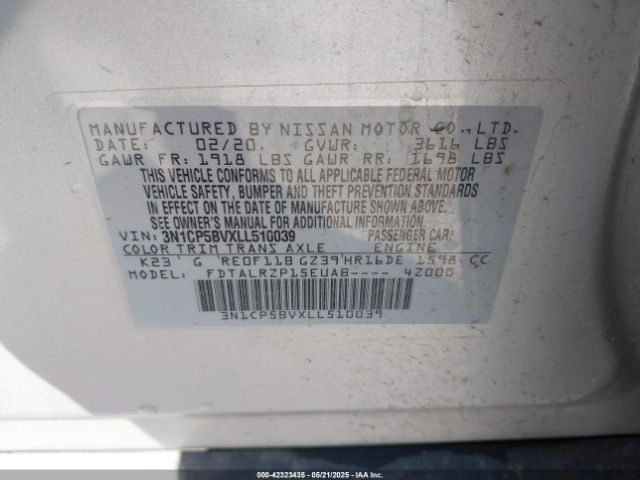 MANUFACTURED BY NISSAN MOTOR CO., LTD.
DATE: 02/20. GVWR: 3616 LBS
GAWR FR: 1918 LBS GAWR RR: 1698 LBS
THIS VEHICLE CONFORMS TO ALL APPLICABLE FEDERAL MOTOR
VEHICLE SAFETY, BUMPER AND THEFT PREVENTION STANDARDS
IN EFFECT ON THE DATE OF MANUFACTURE SHOWN ABOVE.
SEE OWNER'S MANUAL FOR ADDITIONAL INFORMATION.
VIN: 3N1CP5BVXLL510039 PASSENGER CAR:
COLOR TRIM TRANS AXLE ENGINE
K23 G RE0F11B GZ39 HR16DE 1598 CC
MODEL: FDTALRZP15EUAB---- 4Z000
3N1CP5BVXLL510039
000-42323435 - 05/21/2025 - IAAI.COM